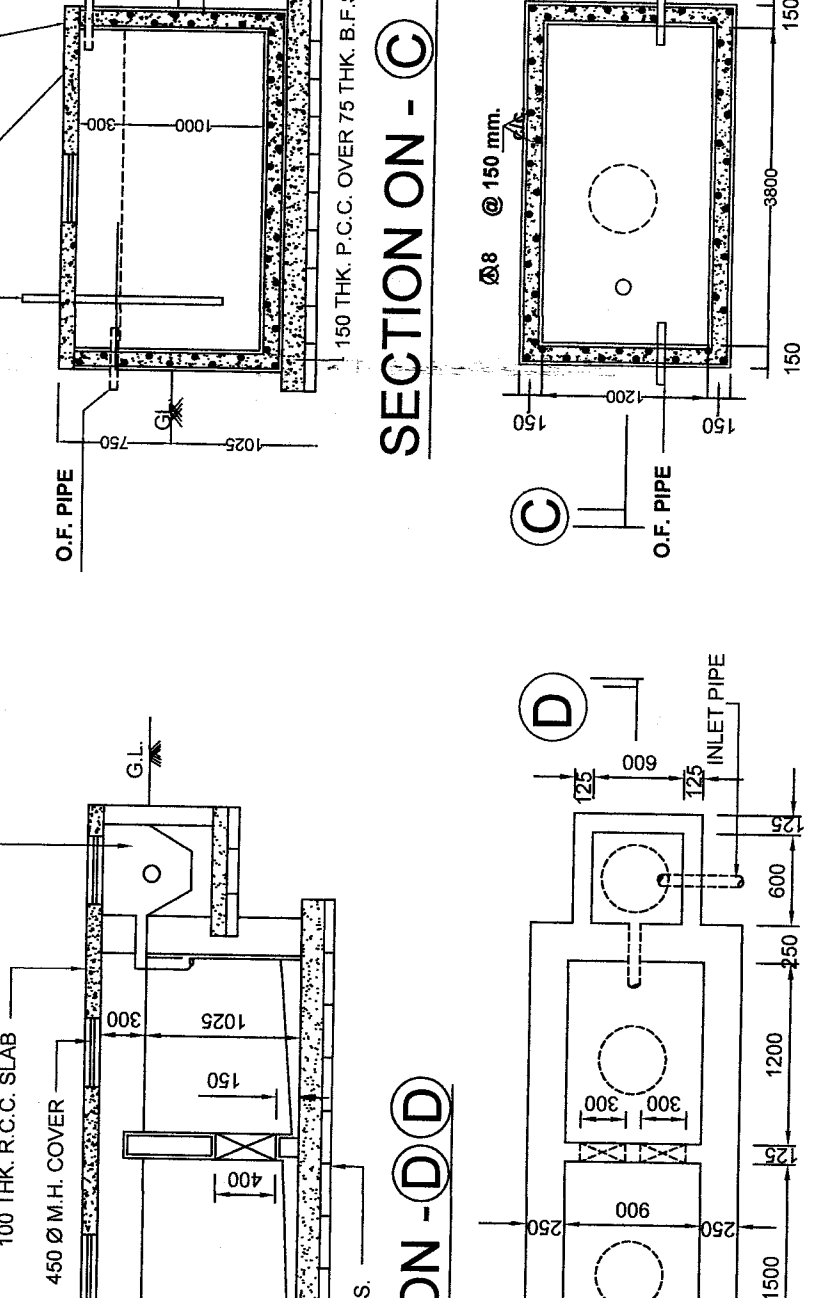 300
1000
150 THK. P.C.C. OVER 75 THK. B.F.S.
GL
750
1025
O.F. PIPE
SECTION ON - C
8 @ 150 mm.
c/c
150
3800
150
150
1200
150
C
O.F. PIPE
G.L.
100 THK. R.C.C. SLAB
450 Ø M.H. COVER
300
1025
150
400
S.
ON - D D
D
INLET PIPE
125
600
125
125
600
250
1200
300
300
125
250
900
250
1500